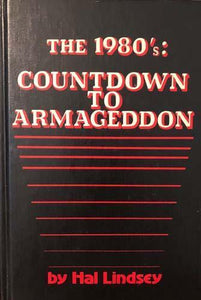 THE 1980's:
COUNTDOWN
TO
ARMAGEDDON
by Hal Lindsey